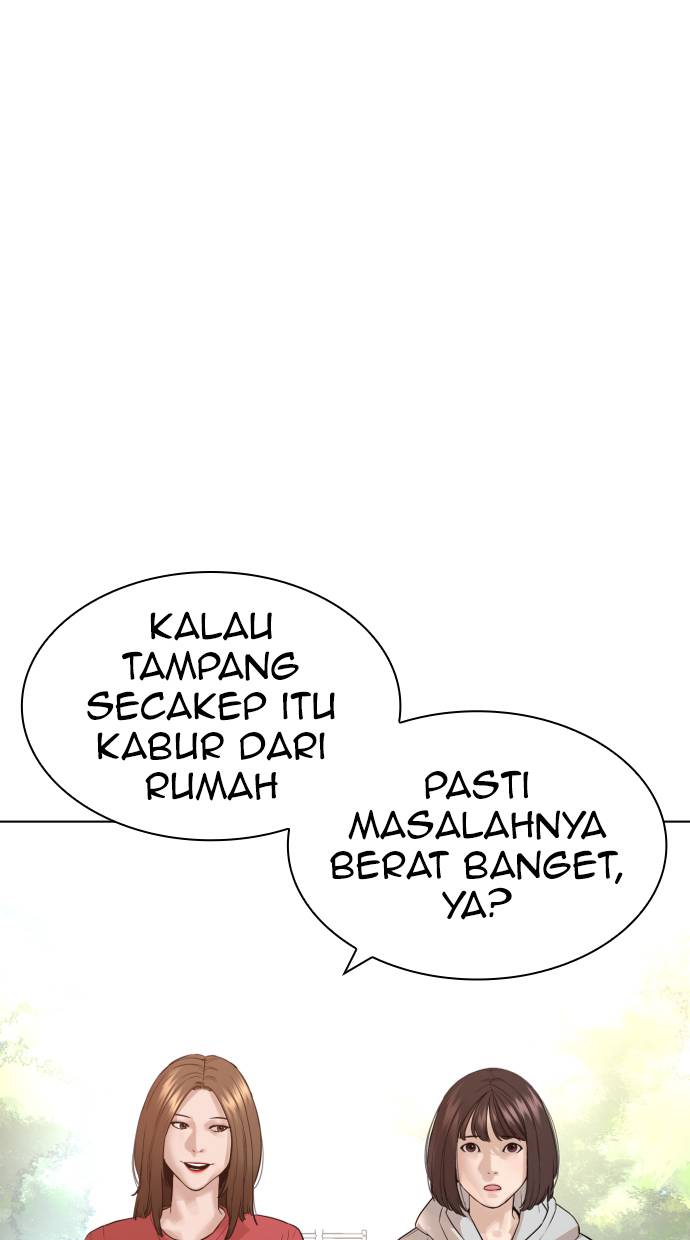 KALAU
TAMPANG
SECAKEP ITU
KABUR DARI
RUMAH
PASTI
MASALAHNYA
BERAT BANGET,
YA?